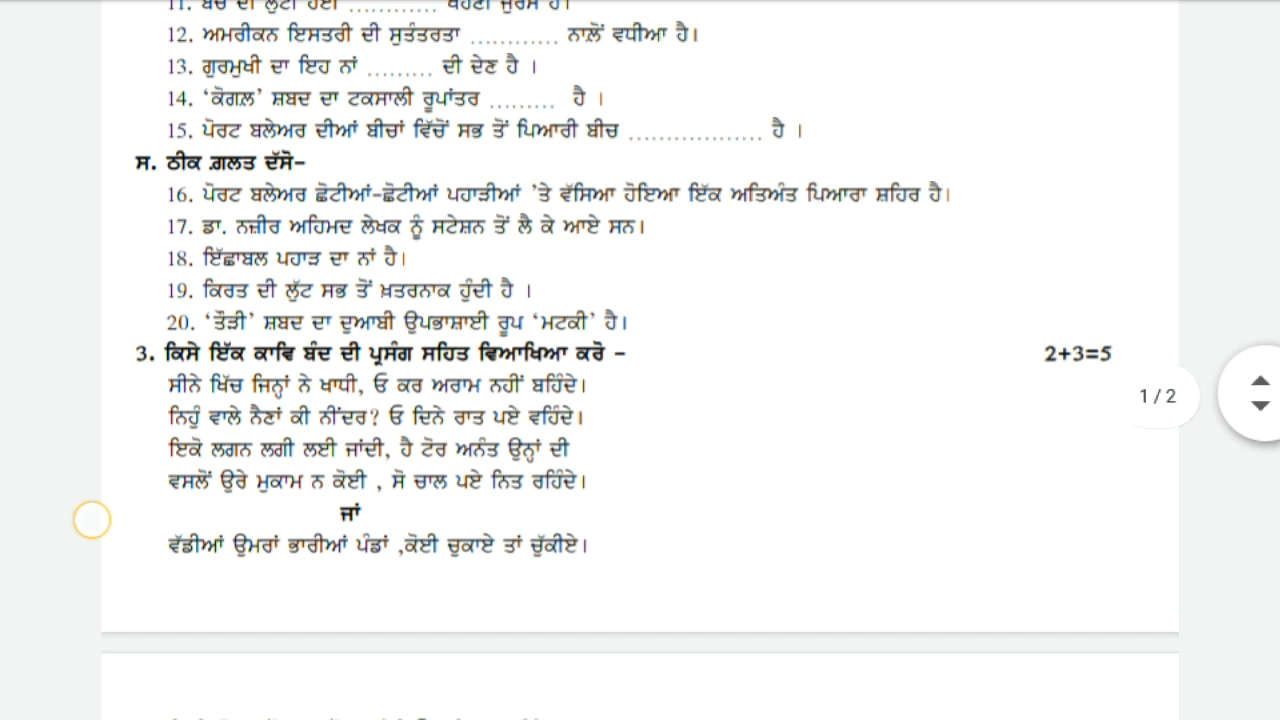 12. ਅਮਰੀਕਨ ਇਸਤਰੀ ਦੀ ਸੁਤੰਤਰਤਾ ............ ਨਾਲੋਂ ਵਧੀਆ ਹੈ।
13. ਗੁਰਮੁਖੀ ਦਾ ਇਹ ਨਾਂ ......... ਦੀ ਦੇਣ ਹੈ ।
14. ‘ਕੋਗਲ਼’ ਸ਼ਬਦ ਦਾ ਟਕਸਾਲੀ ਰੂਪਾਂਤਰ ......... ਹੈ ।
15. ਪੋਰਟ ਬਲੇਅਰ ਦੀਆਂ ਬੀਚਾਂ ਵਿੱਚੋਂ ਸਭ ਤੋਂ ਪਿਆਰੀ ਬੀਚ .................. ਹੈ ।
ਸ. ਠੀਕ ਗ਼ਲਤ ਦੱਸੋ-
16. ਪੋਰਟ ਬਲੇਅਰ ਛੋਟੀਆਂ-ਛੋਟੀਆਂ ਪਹਾੜੀਆਂ ’ਤੇ ਵੱਸਿਆ ਹੋਇਆ ਇੱਕ ਅਤਿਅੰਤ ਪਿਆਰਾ ਸ਼ਹਿਰ ਹੈ।
17. ਡਾ. ਨਜ਼ੀਰ ਅਹਿਮਦ ਲੇਖਕ ਨੂੰ ਸਟੇਸ਼ਨ ਤੋਂ ਲੈ ਕੇ ਆਏ ਸਨ।
18. ਇੱਛਾਬਲ ਪਹਾੜ ਦਾ ਨਾਂ ਹੈ।
19. ਕਿਰਤ ਦੀ ਲੁੱਟ ਸਭ ਤੋਂ ਖ਼ਤਰਨਾਕ ਹੁੰਦੀ ਹੈ ।
20. ‘ਤੌੜੀ’ ਸ਼ਬਦ ਦਾ ਦੁਆਬੀ ਉਪਭਾਸ਼ਾਈ ਰੂਪ ‘ਮਟਕੀ’ ਹੈ।
3. ਕਿਸੇ ਇੱਕ ਕਾਵਿ ਬੰਦ ਦੀ ਪ੍ਰਸੰਗ ਸਹਿਤ ਵਿਆਖਿਆ ਕਰੋ – 2+3=5
ਸੀਨੇ ਖਿੱਚ ਜਿਨ੍ਹਾਂ ਨੇ ਖਾਧੀ, ਓ ਕਰ ਅਰਾਮ ਨਹੀਂ ਬਹਿੰਦੇ।
ਨਿਹੁੰ ਵਾਲੇ ਨੈਣਾਂ ਕੀ ਨੀਂਦਰ? ਓ ਦਿਨੇ ਰਾਤ ਪਏ ਵਹਿੰਦੇ।
ਇਕੋ ਲਗਨ ਲਗੀ ਲਈ ਜਾਂਦੀ, ਹੈ ਟੋਰ ਅਨੰਤ ਉਨ੍ਹਾਂ ਦੀ
ਵਸਲੋਂ ਉਰੇ ਮੁਕਾਮ ਨ ਕੋਈ , ਸੋ ਚਾਲ ਪਏ ਨਿਤ ਰਹਿੰਦੇ।
ਜਾਂ
ਵੱਡੀਆਂ ਉਮਰਾਂ ਭਾਰੀਆਂ ਪੰਡਾਂ ,ਕੋਈ ਚੁਕਾਏ ਤਾਂ ਚੁੱਕੀਏ।
1 / 2